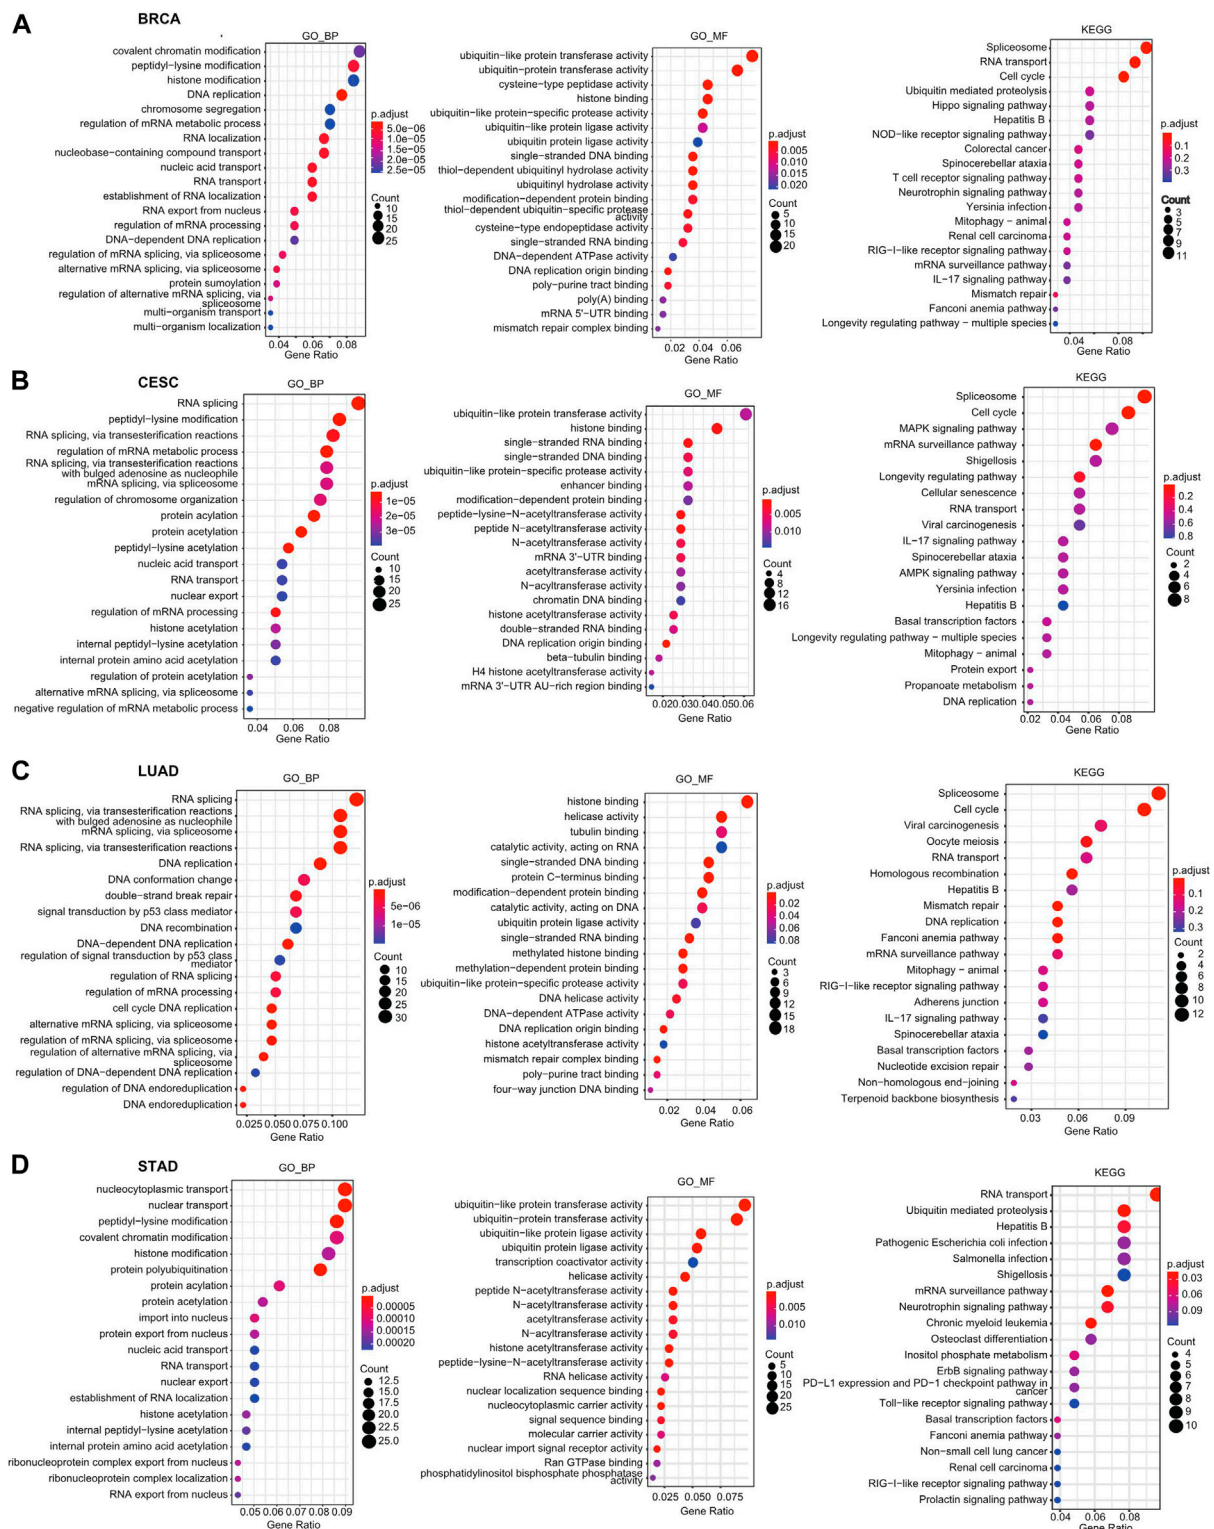 A
BRCA
GO_BP
covalent chromatin modification
peptidyl−lysine modification
histone modification
DNA replication
chromosome segregation
regulation of mRNA metabolic process
RNA localization
nucleobase−containing compound transport
nucleic acid transport
RNA transport
establishment of RNA localization
RNA export from nucleus
regulation of mRNA processing
DNA−dependent DNA replication
regulation of mRNA splicing, via spliceosome
alternative mRNA splicing, via spliceosome
protein sumoylation
regulation of alternative mRNA splicing, via
spliceosome
multi−organism transport
multi−organism localization
0.04 0.06 0.08
Gene Ratio
p.adjust
5.0e−06
1.0e−05
1.5e−05
2.0e−05
2.5e−05
Count
10
15
20
25
GO_MF
ubiquitin−like protein transferase activity
ubiquitin−protein transferase activity
cysteine−type peptidase activity
histone binding
ubiquitin−like protein−specific protease activity
ubiquitin−like protein ligase activity
ubiquitin protein ligase activity
single−stranded DNA binding
thiol−dependent ubiquitinyl hydrolase activity
ubiquitinyl hydrolase activity
modification−dependent protein binding
thiol−dependent ubiquitin−specific protease
activity
cysteine−type endopeptidase activity
single−stranded RNA binding
DNA−dependent ATPase activity
DNA replication origin binding
poly−purine tract binding
poly(A) binding
mRNA 5'−UTR binding
mismatch repair complex binding
0.02 0.04 0.06
Gene Ratio
p.adjust
0.005
0.010
0.015
0.020
Count
5
10
15
20
KEGG
Spliceosome
RNA transport
Cell cycle
Ubiquitin mediated proteolysis
Hippo signaling pathway
Hepatitis B
NOD−like receptor signaling pathway
Colorectal cancer
Spinocerebellar ataxia
T cell receptor signaling pathway
Neurotrophin signaling pathway
Yersinia infection
Mitophagy − animal
Renal cell carcinoma
RIG−I−like receptor signaling pathway
mRNA surveillance pathway
IL−17 signaling pathway
Mismatch repair
Fanconi anemia pathway
Longevity regulating pathway − multiple species
0.04 0.06 0.08
Gene Ratio
p.adjust
0.1
0.2
0.3
Count
3
5
7
9
11
B
CESC
GO_BP
RNA splicing
peptidyl−lysine modification
RNA splicing, via transesterification reactions
regulation of mRNA metabolic process
RNA splicing, via transesterification reactions
with bulged adenosine as nucleophile
mRNA splicing, via spliceosome
regulation of chromosome organization
protein acylation
protein acetylation
peptidyl−lysine acetylation
nucleic acid transport
RNA transport
nuclear export
regulation of mRNA processing
histone acetylation
internal peptidyl−lysine acetylation
internal protein amino acid acetylation
regulation of protein acetylation
alternative mRNA splicing, via spliceosome
negative regulation of mRNA metabolic process
0.04 0.06 0.08
Gene Ratio
p.adjust
1e−05
2e−05
3e−05
Count
10
15
20
25
GO_MF
ubiquitin−like protein transferase activity
histone binding
single−stranded RNA binding
single−stranded DNA binding
ubiquitin−like protein−specific protease activity
enhancer binding
modification−dependent protein binding
peptide−lysine−N−acetyltransferase activity
peptide N−acetyltransferase activity
N−acetyltransferase activity
mRNA 3'−UTR binding
acetyltransferase activity
N−acyltransferase activity
chromatin DNA binding
histone acetyltransferase activity
double−stranded RNA binding
DNA replication origin binding
beta−tubulin binding
H4 histone acetyltransferase activity
mRNA 3'−UTR AU−rich region binding
0.02 0.03 0.04 0.05 0.06
Gene Ratio
p.adjust
0.005
0.010
Count
4
8
12
16
KEGG
Spliceosome
Cell cycle
MAPK signaling pathway
mRNA surveillance pathway
Shigellosis
Longevity regulating pathway
Cellular senescence
RNA transport
Viral carcinogenesis
IL−17 signaling pathway
Spinocerebellar ataxia
AMPK signaling pathway
Yersinia infection
Hepatitis B
Basal transcription factors
Longevity regulating pathway − multiple species
Mitophagy − animal
Protein export
Propanoate metabolism
DNA replication
0.02 0.04 0.06 0.08
Gene Ratio
p.adjust
0.2
0.4
0.6
0.8
Count
2
4
6
8
C
LUAD
GO_BP
RNA splicing
RNA splicing, via transesterification reactions
with bulged adenosine as nucleophile
mRNA splicing, via spliceosome
RNA splicing, via transesterification reactions
DNA replication
DNA conformation change
double−strand break repair
signal transduction by p53 class mediator
DNA recombination
DNA−dependent DNA replication
regulation of signal transduction by p53 class
mediator
regulation of RNA splicing
regulation of mRNA processing
cell cycle DNA replication
alternative mRNA splicing, via spliceosome
regulation of mRNA splicing, via spliceosome
regulation of alternative mRNA splicing, via
spliceosome
regulation of DNA−dependent DNA replication
regulation of DNA endoreduplication
DNA endoreduplication
0.025 0.050 0.075 0.100
Gene Ratio
p.adjust
5e−06
1e−05
Count
10
15
20
25
30
GO_MF
histone binding
helicase activity
tubulin binding
catalytic activity, acting on RNA
single−stranded DNA binding
protein C−terminus binding
modification−dependent protein binding
catalytic activity, acting on DNA
ubiquitin protein ligase activity
single−stranded RNA binding
methylated histone binding
methylation−dependent protein binding
ubiquitin−like protein−specific protease activity
DNA helicase activity
DNA−dependent ATPase activity
DNA replication origin binding
histone acetyltransferase activity
mismatch repair complex binding
poly−purine tract binding
four−way junction DNA binding
0.02 0.04 0.06
Gene Ratio
p.adjust
0.02
0.04
0.06
0.08
Count
3
6
9
12
15
18
KEGG
Spliceosome
Cell cycle
Viral carcinogenesis
Oocyte meiosis
RNA transport
Homologous recombination
Hepatitis B
Mismatch repair
DNA replication
Fanconi anemia pathway
mRNA surveillance pathway
Mitophagy − animal
RIG−I−like receptor signaling pathway
Adherens junction
IL−17 signaling pathway
Spinocerebellar ataxia
Basal transcription factors
Nucleotide excision repair
Non−homologous end−joining
Terpenoid backbone biosynthesis
0.03 0.06 0.09
Gene Ratio
p.adjust
0.1
0.2
0.3
Count
2
4
6
8
10
12
D
STAD
GO_BP
nucleocytoplasmic transport
nuclear transport
peptidyl−lysine modification
covalent chromatin modification
histone modification
protein polyubiquitination
protein acylation
protein acetylation
import into nucleus
protein export from nucleus
nucleic acid transport
RNA transport
nuclear export
establishment of RNA localization
histone acetylation
internal peptidyl−lysine acetylation
internal protein amino acid acetylation
ribonucleoprotein complex export from nucleus
ribonucleoprotein complex localization
RNA export from nucleus
0.05 0.06 0.07 0.08 0.09
Gene Ratio
p.adjust
0.00005
0.00010
0.00015
0.00020
Count
12.5
15.0
17.5
20.0
22.5
25.0
GO_MF
ubiquitin−like protein transferase activity
ubiquitin−protein transferase activity
ubiquitin−like protein ligase activity
ubiquitin protein ligase activity
transcription coactivator activity
helicase activity
peptide N−acetyltransferase activity
N−acetyltransferase activity
acetyltransferase activity
N−acyltransferase activity
histone acetyltransferase activity
peptide−lysine−N−acetyltransferase activity
RNA helicase activity
nuclear localization sequence binding
nucleocytoplasmic carrier activity
signal sequence binding
molecular carrier activity
nuclear import signal receptor activity
Ran GTPase binding
phosphatidylinositol bisphosphate phosphatase
activity
0.025 0.050 0.075
Gene Ratio
p.adjust
0.005
0.010
Count
5
10
15
20
25
KEGG
RNA transport
Ubiquitin mediated proteolysis
Hepatitis B
Pathogenic Escherichia coli infection
Salmonella infection
Shigellosis
mRNA surveillance pathway
Neurotrophin signaling pathway
Chronic myeloid leukemia
Osteoclast differentiation
Inositol phosphate metabolism
ErbB signaling pathway
PD−L1 expression and PD−1 checkpoint pathway in
cancer
Toll−like receptor signaling pathway
Basal transcription factors
Fanconi anemia pathway
Non−small cell lung cancer
Renal cell carcinoma
RIG−I−like receptor signaling pathway
Prolactin signaling pathway
0.04 0.06 0.08
Gene Ratio
p.adjust
0.03
0.06
0.09
Count
4
5
6
7
8
9
10